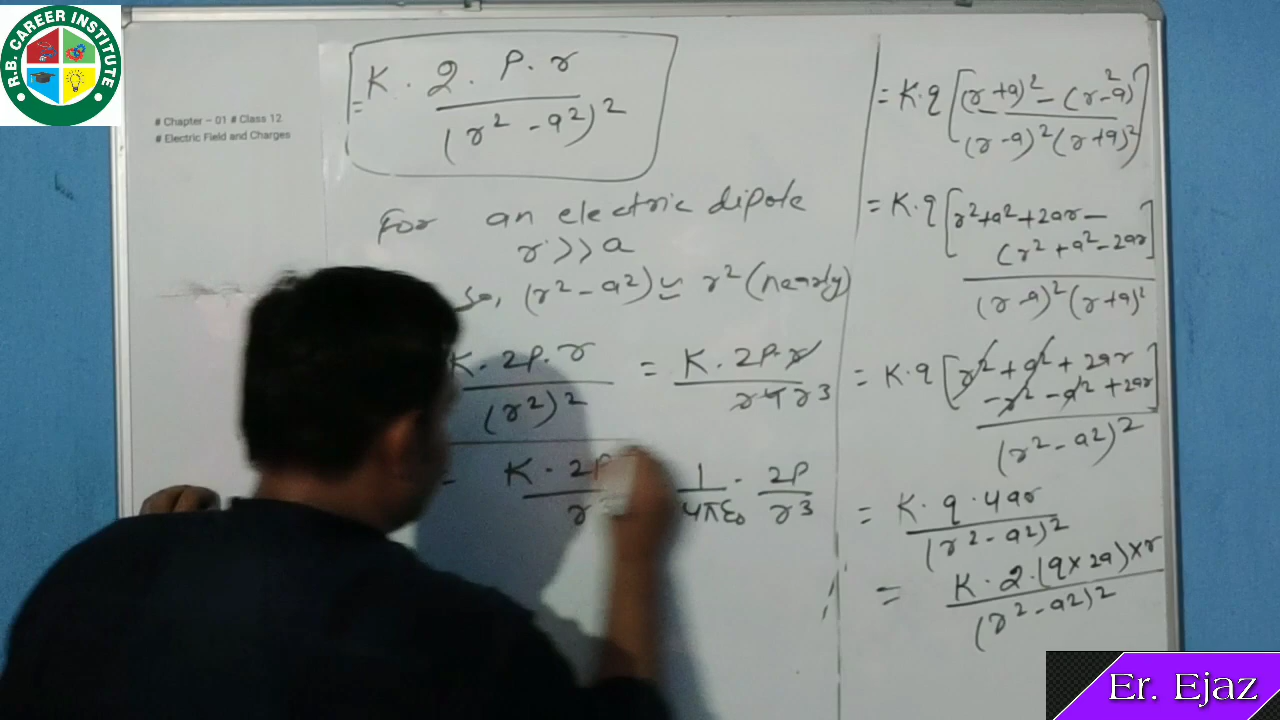 R.B. CAREER INSTITUTE
# Chapter – 01 # Class 12
# Electric Field and Charges
= K · 2 · P · r / (r² - a²)²
For an electric dipole
r >> a
So, (r² - a²) ≃ r² (nearly)
K · 2P · r / (r²)² = K · 2P · r / r⁴ r³
= K · 2P / r³ 1 / 4πε₀ · 2P / r³
= K · q [(r + a)² - (r - a)² / (r - a)² (r + a)²]
= K · q [r² + a² + 2ar - (r² + a² - 2ar)] / (r - a)² (r + a)²
= K · q [r² + a² + 2ar - r² - a² + 2ar] / (r² - a²)²
= K · q · 4ar / (r² - a²)²
= K · 2 · (q × 2a) × r / (r² - a²)²
Er. Ejaz